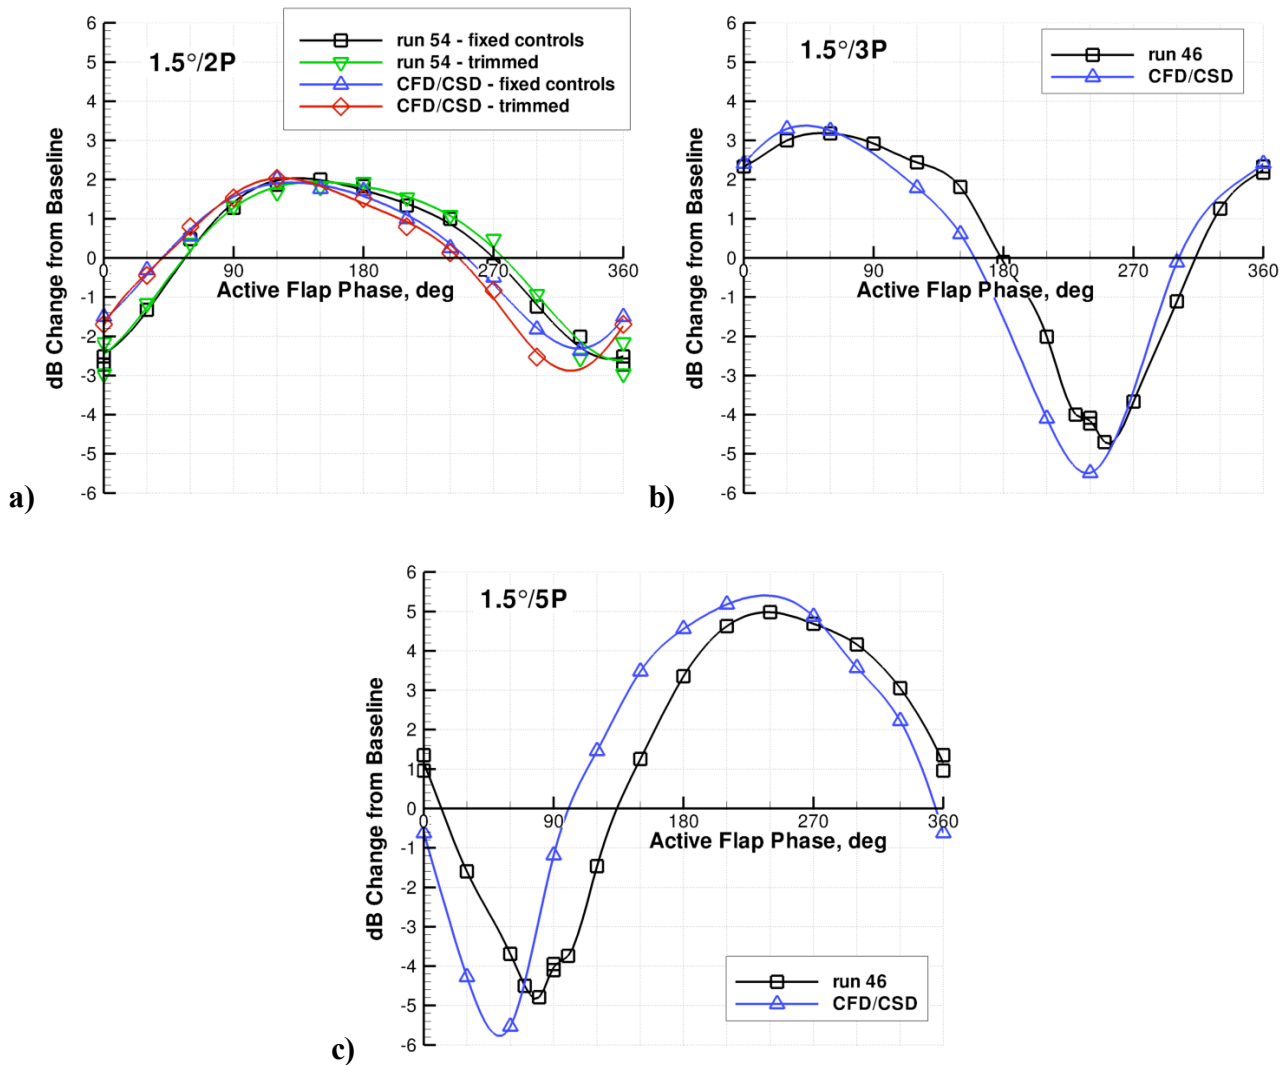 1.5°/2P
run 54 - fixed controls
run 54 - trimmed
CFD/CSD - fixed controls
CFD/CSD - trimmed
dB Change from Baseline
6
5
4
3
2
1
0
-1
-2
-3
-4
-5
-6
0 90 180 270 360
Active Flap Phase, deg
a)
1.5°/3P
run 46
CFD/CSD
dB Change from Baseline
6
5
4
3
2
1
0
-1
-2
-3
-4
-5
-6
0 90 180 270 360
Active Flap Phase, deg
b)
1.5°/5P
dB Change from Baseline
6
5
4
3
2
1
0
-1
-2
-3
-4
-5
-6
0 90 180 270 360
Active Flap Phase, deg
run 46
CFD/CSD
c)